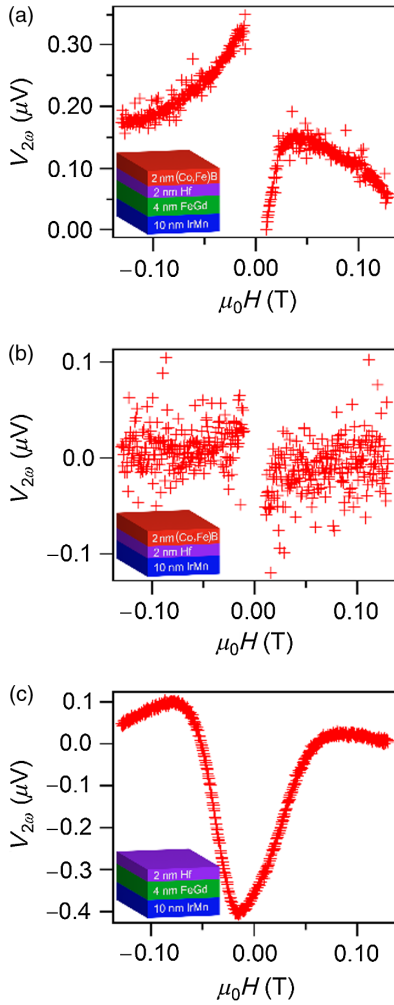 (a)
0.30
0.20
0.10
0.00
V2ω (μV)
2 nm (Co,Fe)B
2 nm Hf
4 nm FeGd
10 nm IrMn
−0.10 0.00 0.10
μ0H (T)
(b)
0.1
0.0
−0.1
V2ω (μV)
2 nm (Co,Fe)B
2 nm Hf
10 nm IrMn
−0.10 0.00 0.10
μ0H (T)
(c)
0.1
0.0
−0.1
−0.2
−0.3
−0.4
V2ω (μV)
2 nm Hf
4 nm FeGd
10 nm IrMn
−0.10 0.00 0.10
μ0H (T)